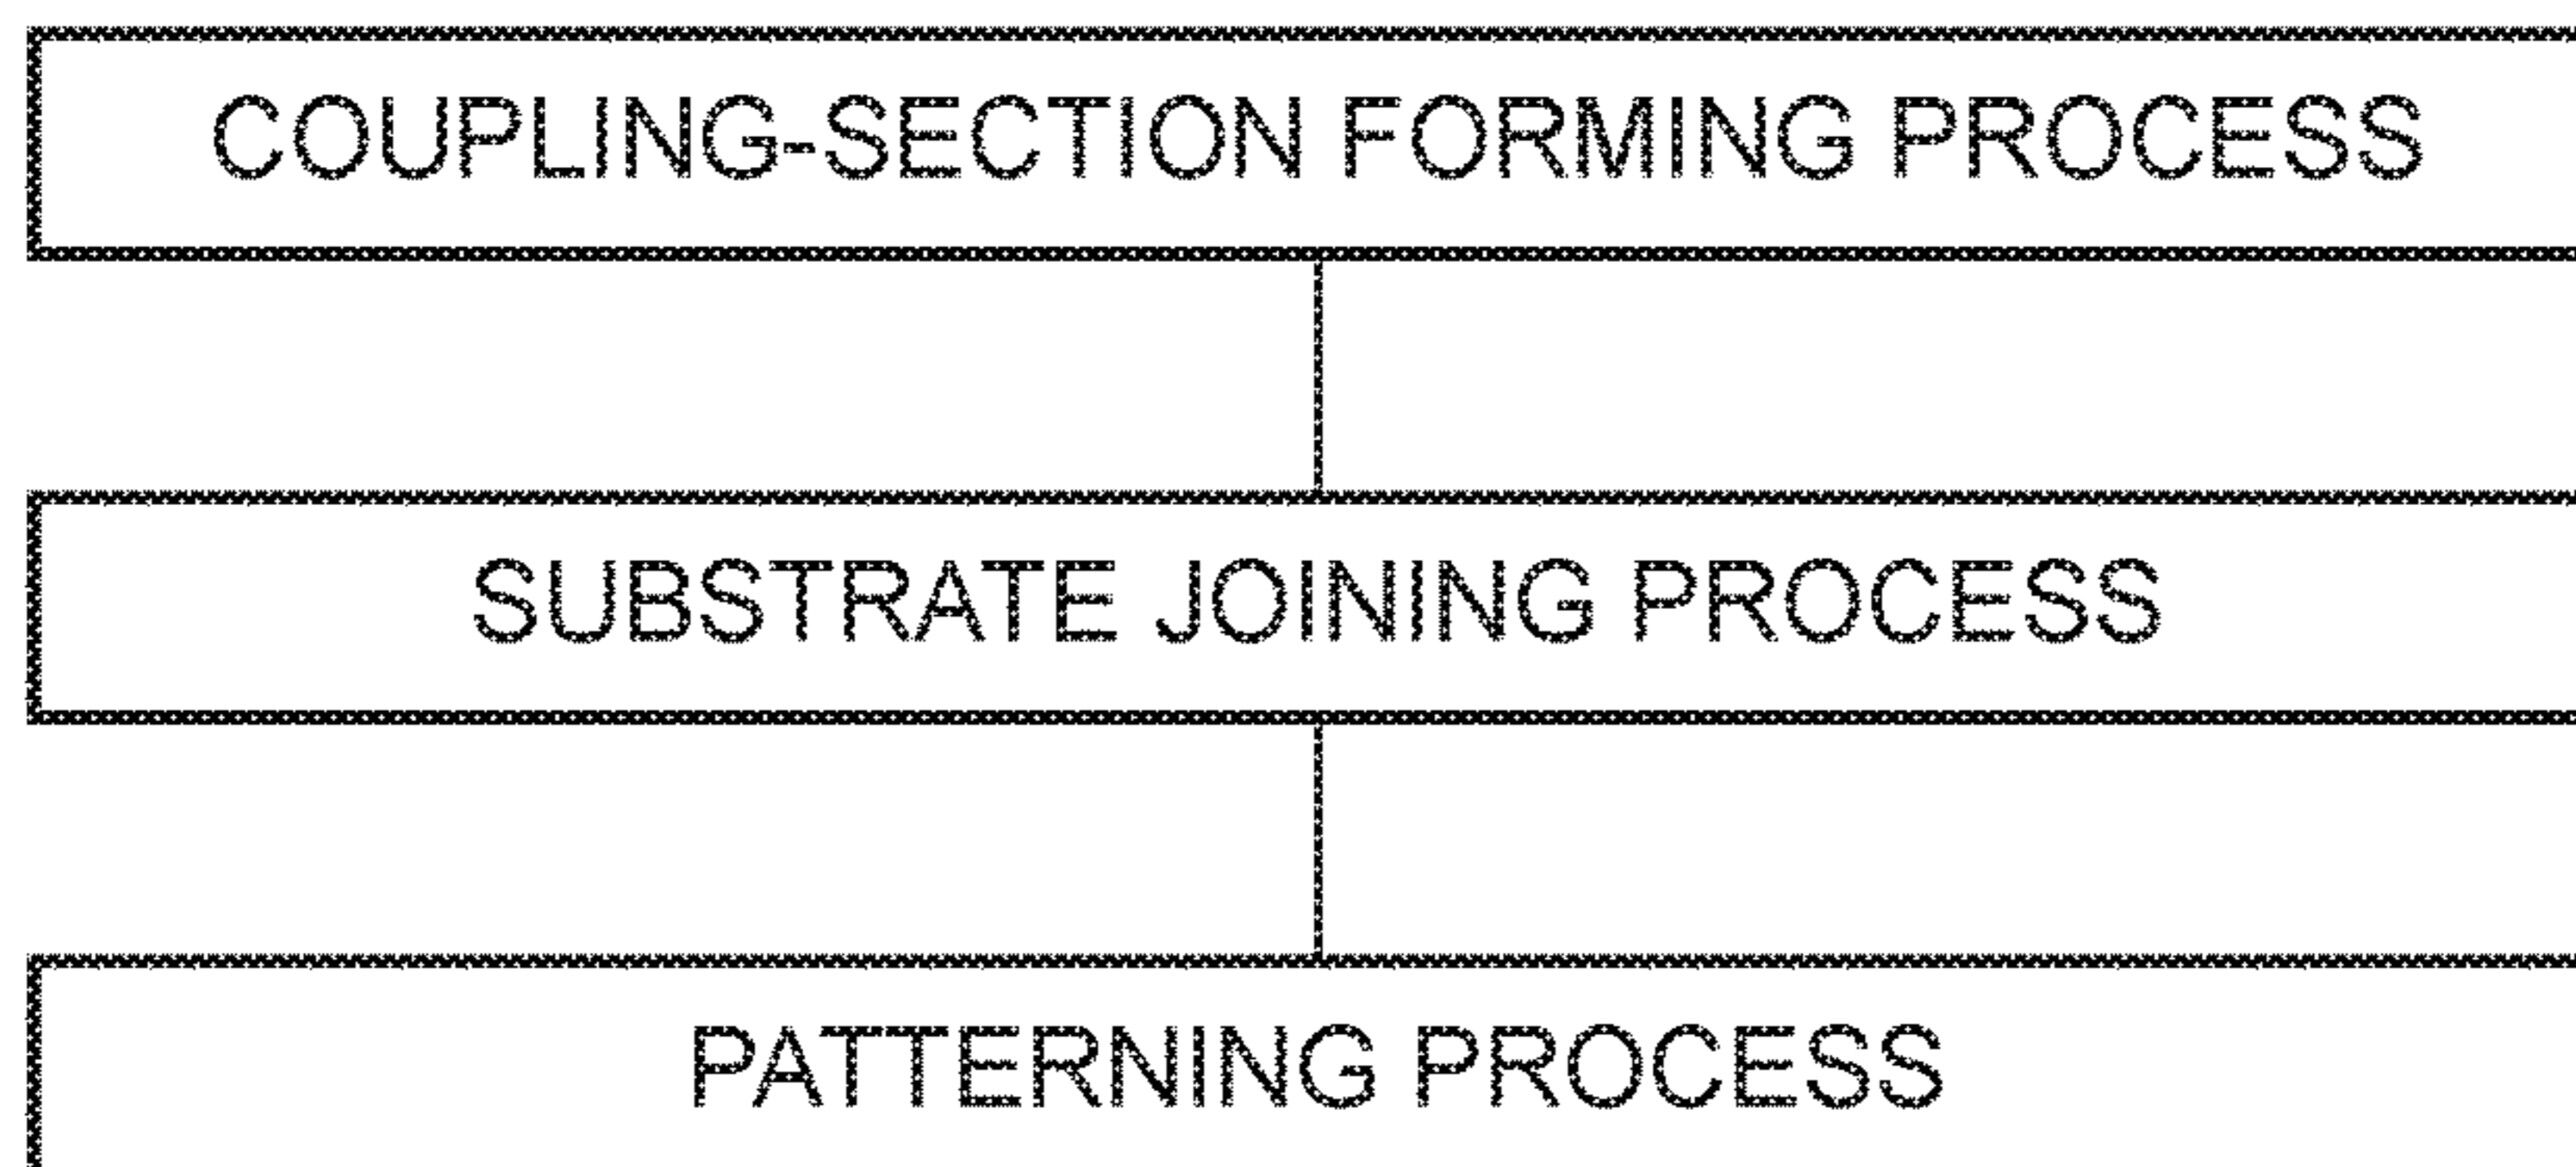 COUPLING-SECTION FORMING PROCESS
SUBSTRATE JOINING PROCESS
PATTERNING PROCESS